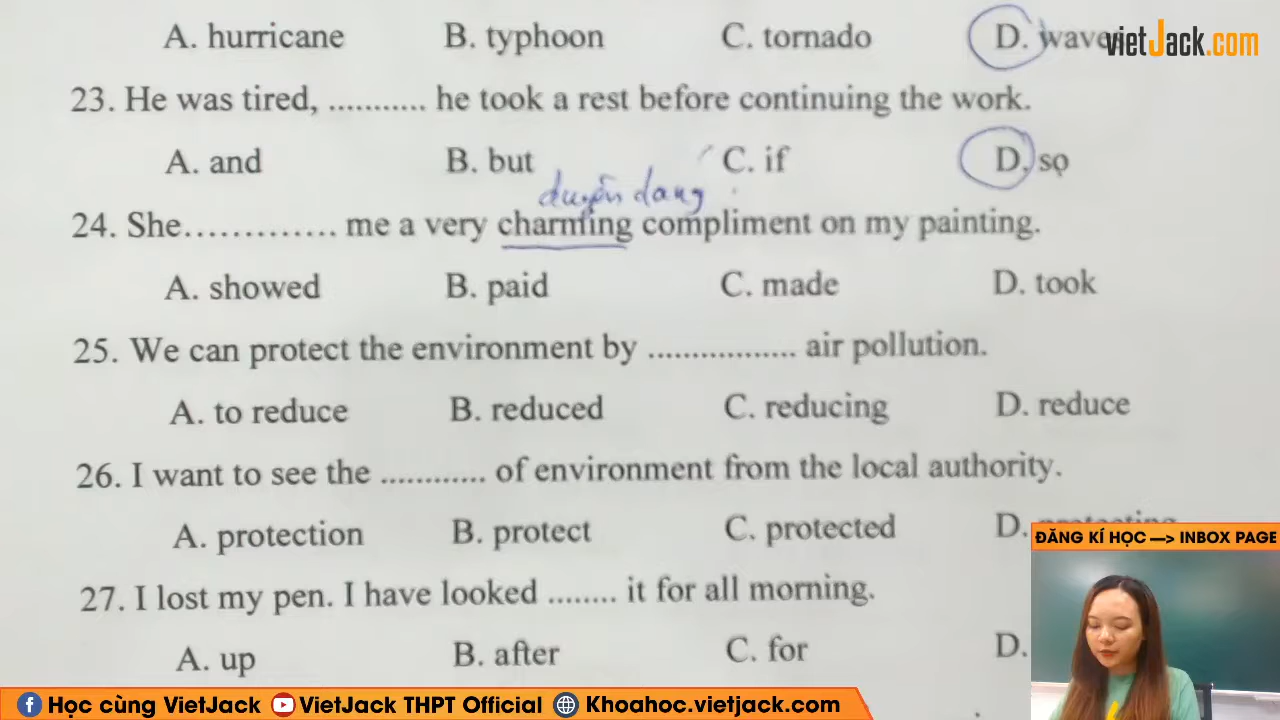 A. hurricane B. typhoon C. tornado D.
vietJack.com
23. He was tired, ........... he took a rest before continuing the work.
A. and B. but C. if D. so
duyên dáng
24. She.............. me a very charming compliment on my painting.
A. showed B. paid C. made D. took
25. We can protect the environment by ................. air pollution.
A. to reduce B. reduced C. reducing D. reduce
26. I want to see the ............ of environment from the local authority.
A. protection B. protect C. protected D.
ĐĂNG KÍ HỌC —> INBOX PAGE
27. I lost my pen. I have looked ........ it for all morning.
A. up B. after C. for D.
Học cùng VietJack VietJack THPT Official Khoahoc.vietjack.com